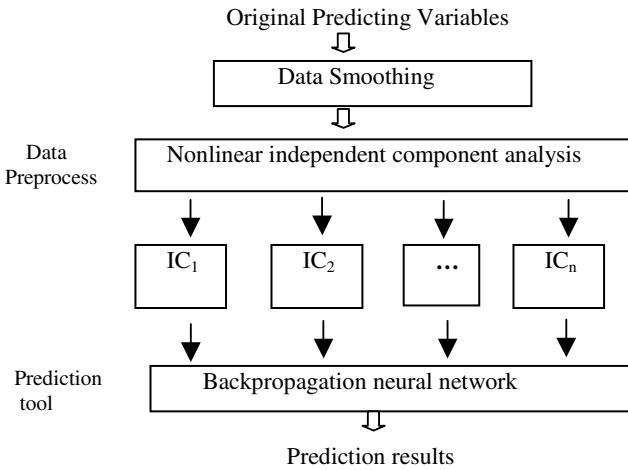 Original Predicting Variables
Data Smoothing
Data
Preprocess
Nonlinear independent component analysis
IC1
IC2
...
ICn
Prediction
tool
Backpropagation neural network
Prediction results